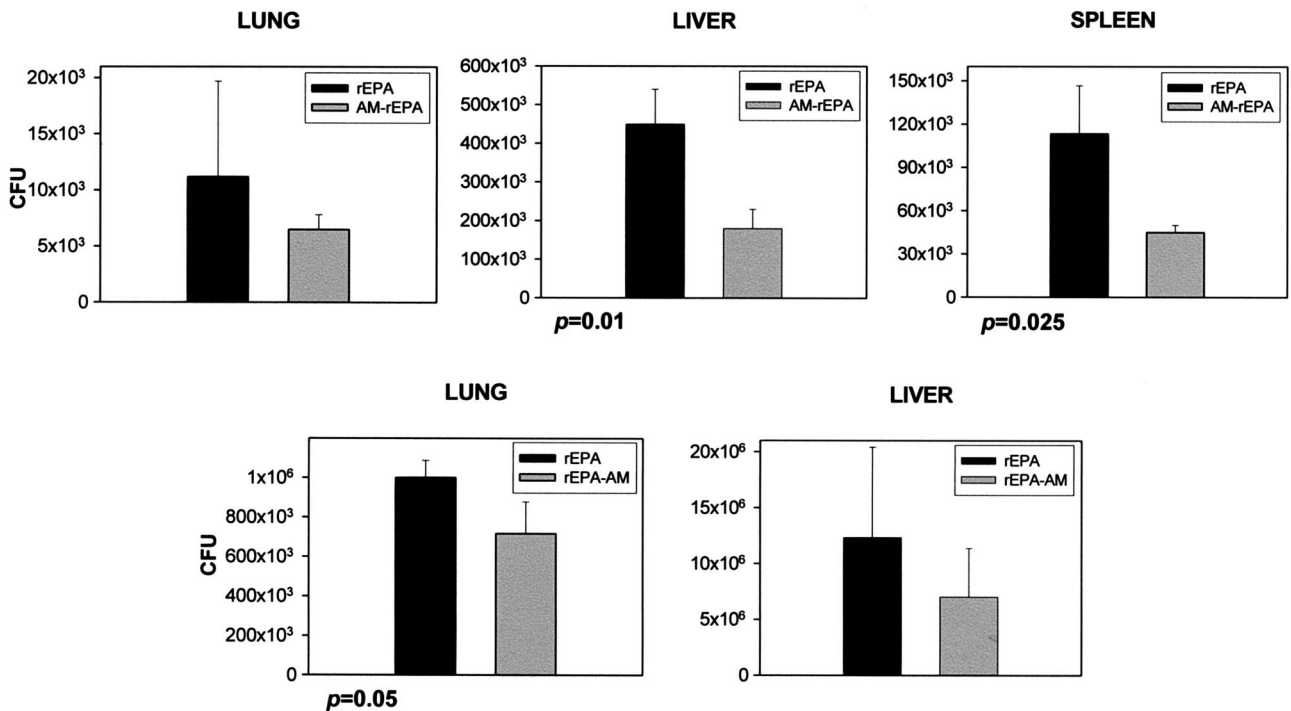 LUNG
20x10³
15x10³
10x10³
5x10³
0
CFU
rEPA
AM-rEPA
LIVER
600x10³
500x10³
400x10³
300x10³
200x10³
100x10³
0
rEPA
AM-rEPA
p=0.01
SPLEEN
150x10³
120x10³
90x10³
60x10³
30x10³
0
rEPA
AM-rEPA
p=0.025
LUNG
1x10⁶
800x10³
600x10³
400x10³
200x10³
0
CFU
rEPA
rEPA-AM
p=0.05
LIVER
20x10⁶
15x10⁶
10x10⁶
5x10⁶
0
rEPA
rEPA-AM